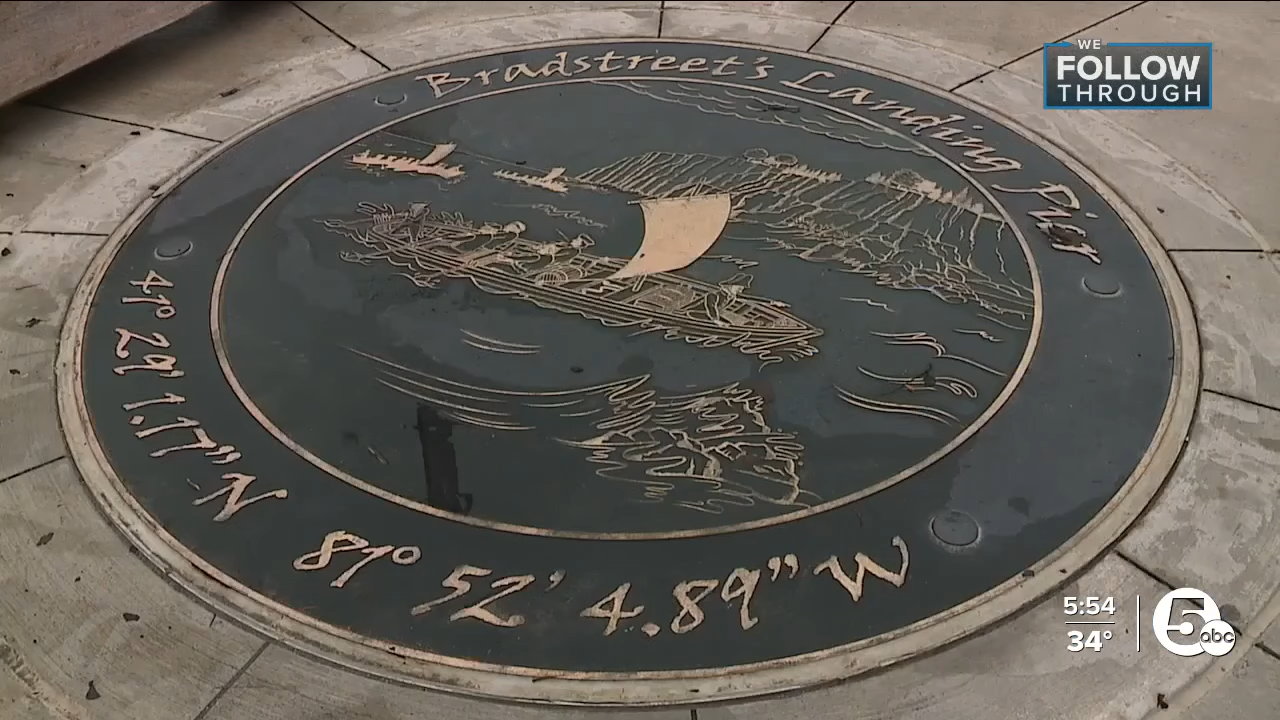 Bradstreet's Landing Pier
41° 29' 1.17" N 81° 52' 4.89" W
WE
FOLLOW
THROUGH
5:54
34°
5 abc